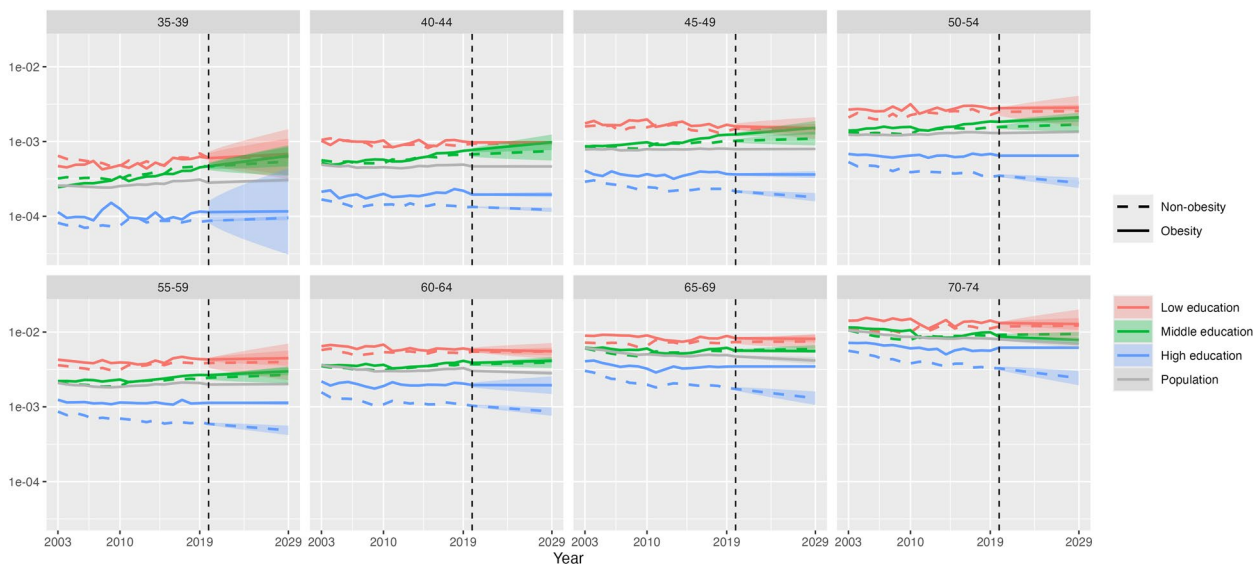 35-39
40-44
45-49
50-54
1e-02
1e-03
1e-04
55-59
60-64
65-69
70-74
1e-02
1e-03
1e-04
2003 2010 2019 2029
2003 2010 2019 2029
2003 2010 2019 2029
2003 2010 2019 2029
Year
Non-obesity
Obesity
Low education
Middle education
High education
Population